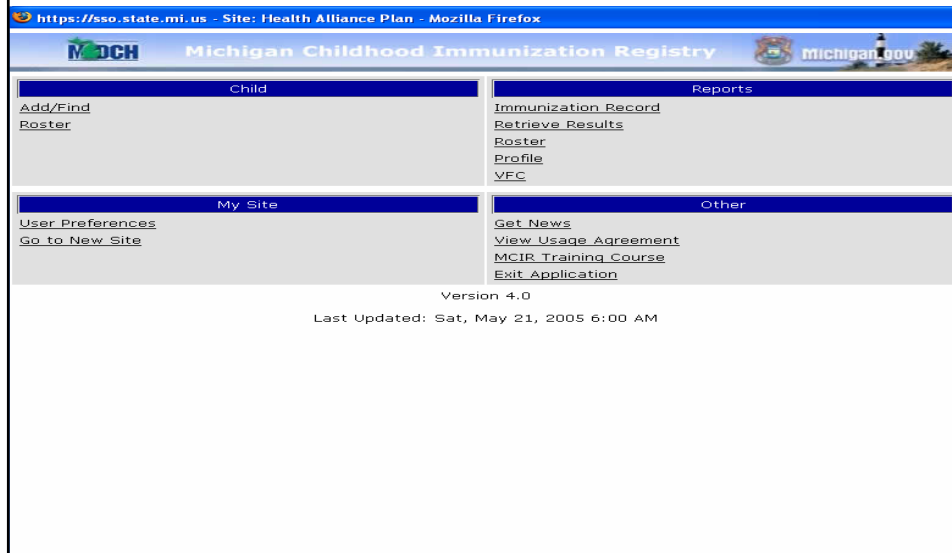 https://sso.state.mi.us - Site: Health Alliance Plan - Mozilla Firefox
MDCH Michigan Childhood Immunization Registry michigan.gov
Child
Add/Find
Roster
Reports
Immunization Record
Retrieve Results
Roster
Profile
VFC
My Site
User Preferences
Go to New Site
Other
Get News
View Usage Agreement
MCIR Training Course
Exit Application
Version 4.0
Last Updated: Sat, May 21, 2005 6:00 AM